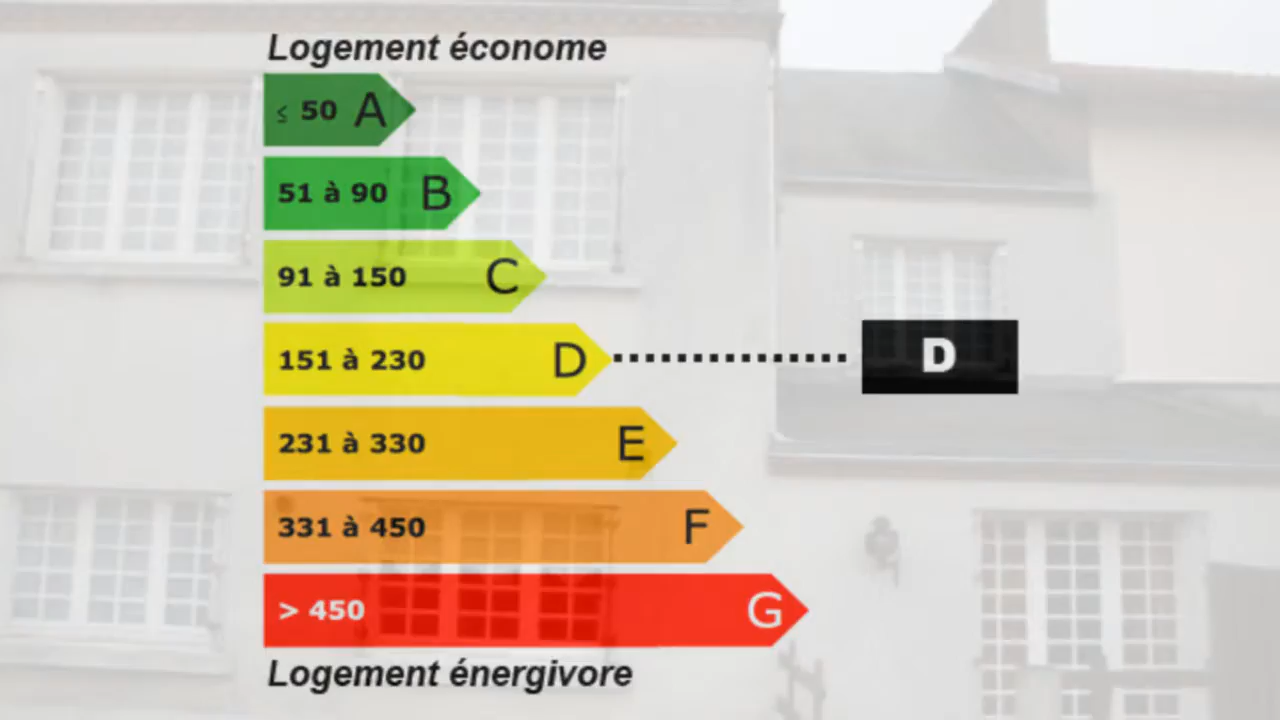 Logement économe
≤ 50 A
51 à 90 B
91 à 150 C
151 à 230 D
D
231 à 330 E
331 à 450 F
> 450 G
Logement énergivore